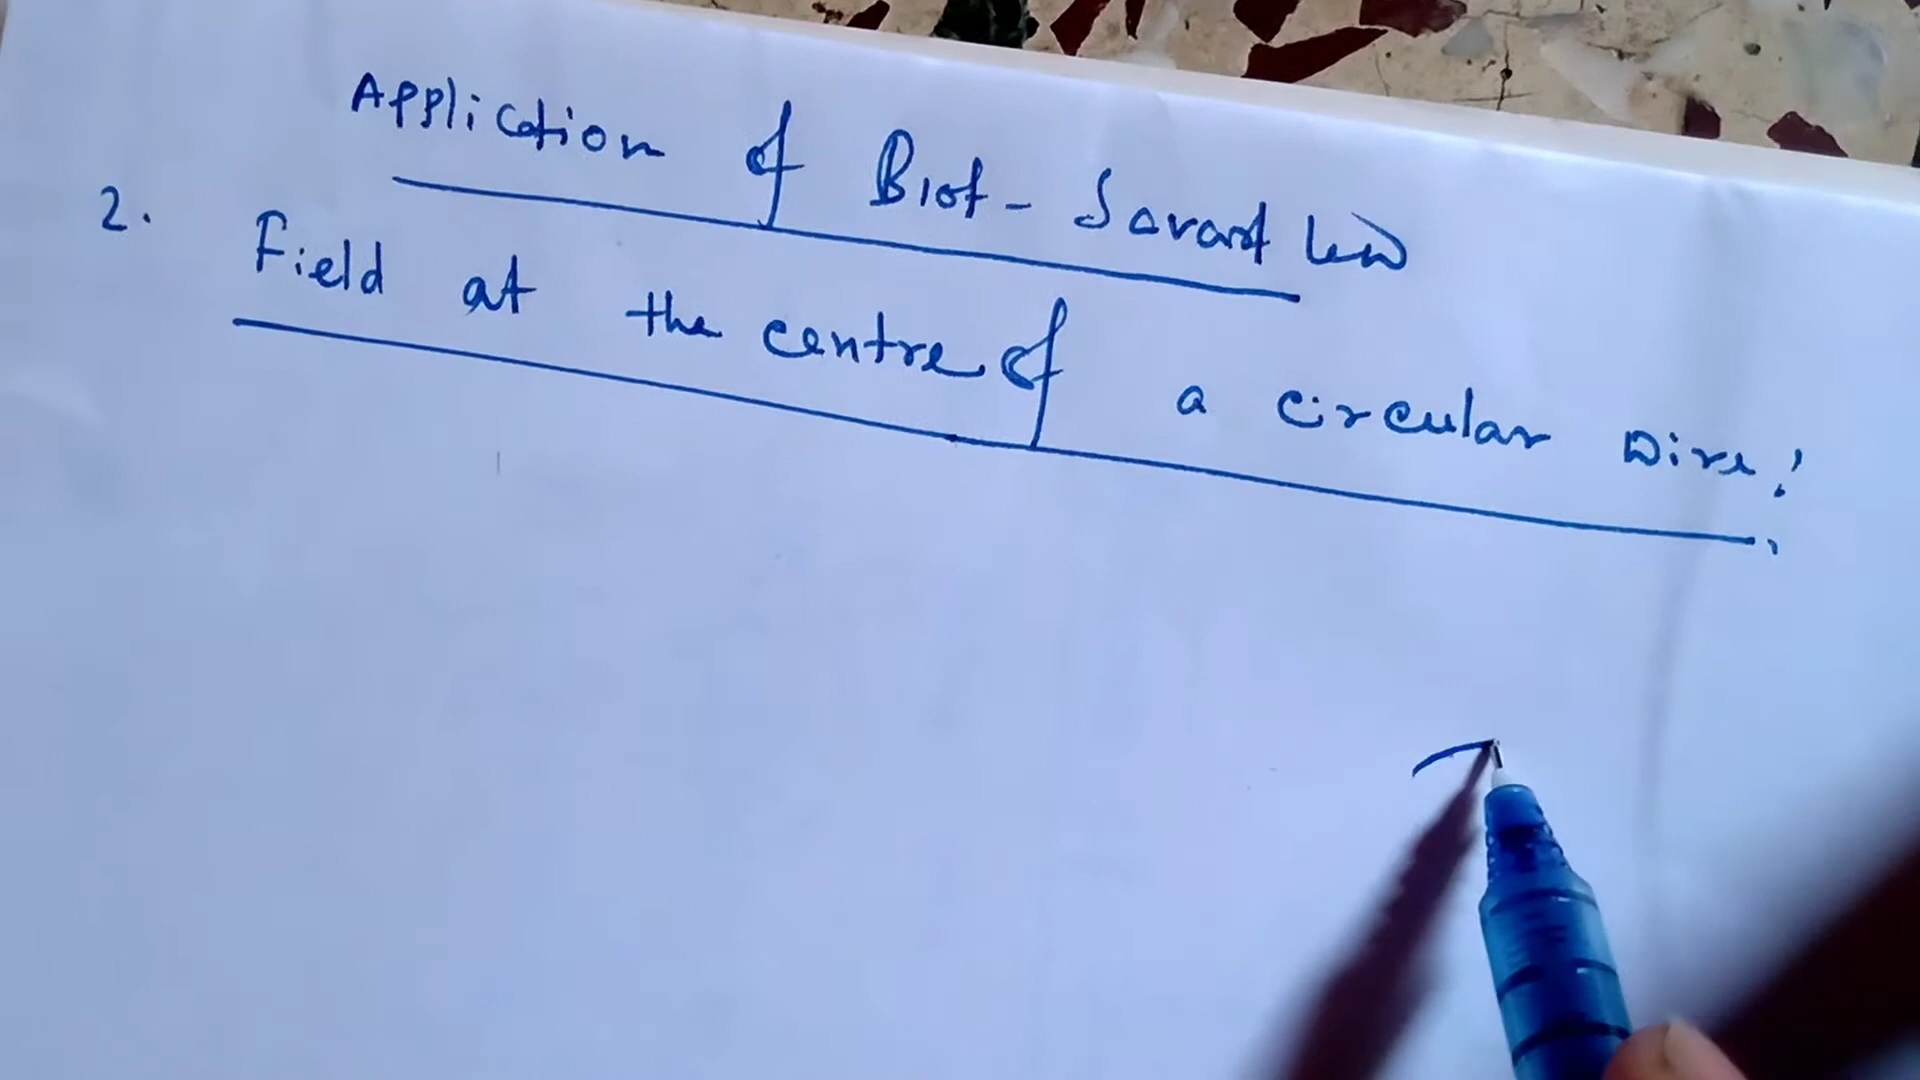 Application of Biot - Savart law
2. Field at the centre of a circular wire: